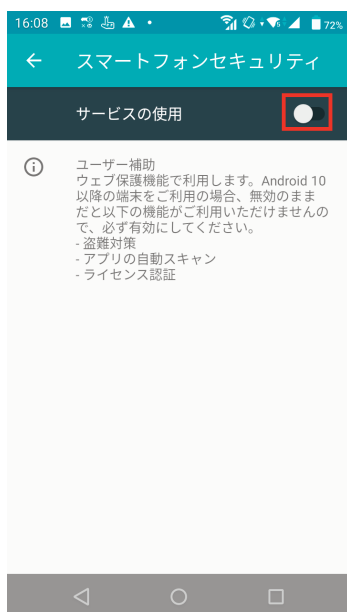 16:08 72%
スマートフォンセキュリティ
サービスの使用
ユーザー補助
ウェブ保護機能で利用します。Android 10
以降の端末をご利用の場合、無効のまま
だと以下の機能がご利用いただけませんの
で、必ず有効にしてください。
- 盗難対策
- アプリの自動スキャン
- ライセンス認証